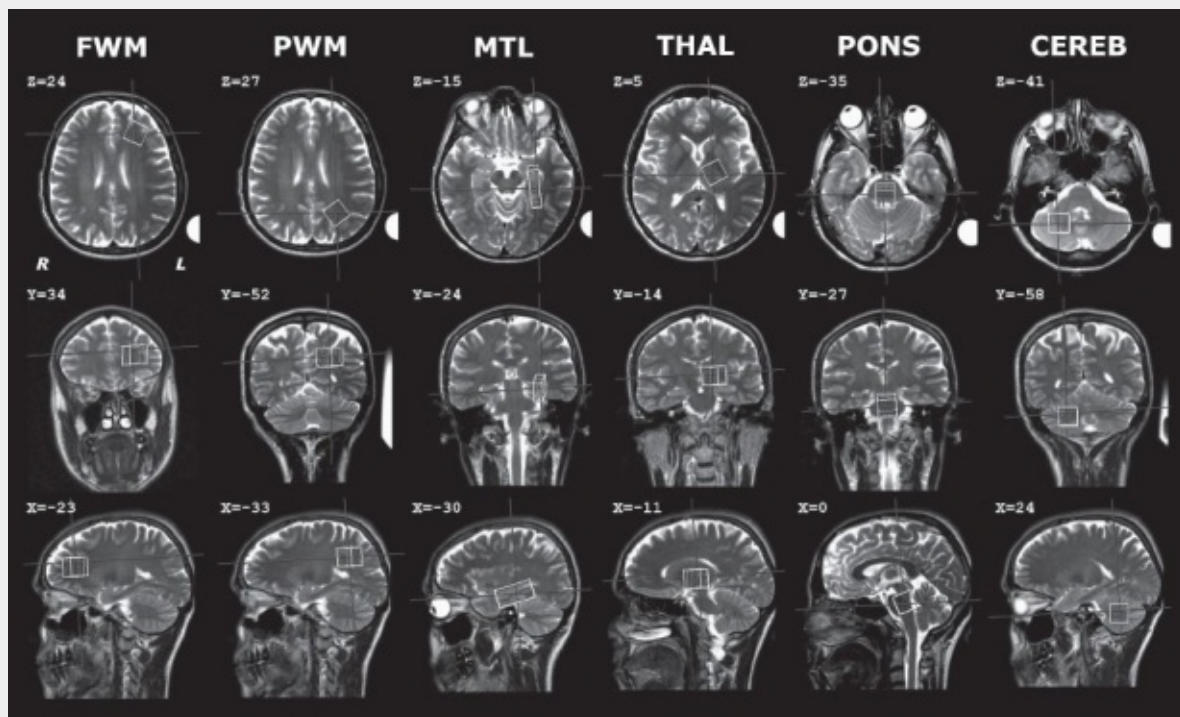 FWM PWM MTL THAL PONS CEREB
Z=24 Z=27 Z=-15 Z=5 Z=-35 Z=-41
R L
Y=34 Y=-52 Y=-24 Y=-14 Y=-27 Y=-58
X=-23 X=-33 X=-30 X=-11 X=0 X=24